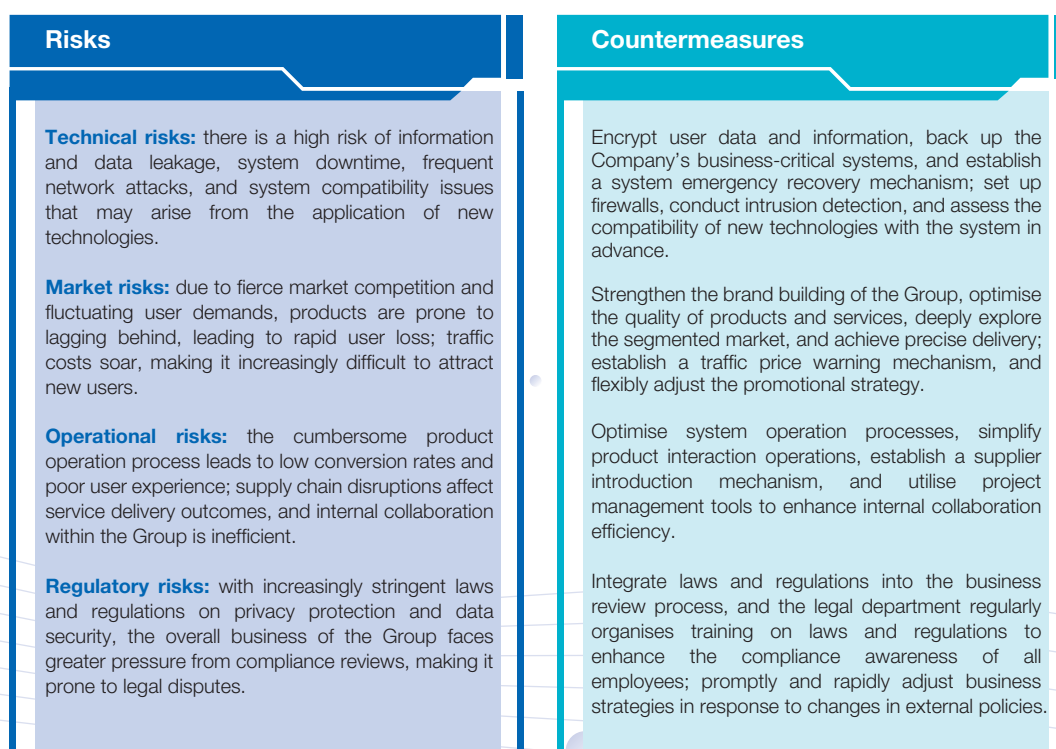 Risks
Technical risks: there is a high risk of information
and data leakage, system downtime, frequent
network attacks, and system compatibility issues
that may arise from the application of new
technologies.
Market risks: due to fierce market competition and
fluctuating user demands, products are prone to
lagging behind, leading to rapid user loss; traffic
costs soar, making it increasingly difficult to attract
new users.
Operational risks: the cumbersome product
operation process leads to low conversion rates and
poor user experience; supply chain disruptions affect
service delivery outcomes, and internal collaboration
within the Group is inefficient.
Regulatory risks: with increasingly stringent laws
and regulations on privacy protection and data
security, the overall business of the Group faces
greater pressure from compliance reviews, making it
prone to legal disputes.
Countermeasures
Encrypt user data and information, back up the
Company’s business-critical systems, and establish
a system emergency recovery mechanism; set up
firewalls, conduct intrusion detection, and assess the
compatibility of new technologies with the system in
advance.
Strengthen the brand building of the Group, optimise
the quality of products and services, deeply explore
the segmented market, and achieve precise delivery;
establish a traffic price warning mechanism, and
flexibly adjust the promotional strategy.
Optimise system operation processes, simplify
product interaction operations, establish a supplier
introduction mechanism, and utilise project
management tools to enhance internal collaboration
efficiency.
Integrate laws and regulations into the business
review process, and the legal department regularly
organises training on laws and regulations to
enhance the compliance awareness of all
employees; promptly and rapidly adjust business
strategies in response to changes in external policies.